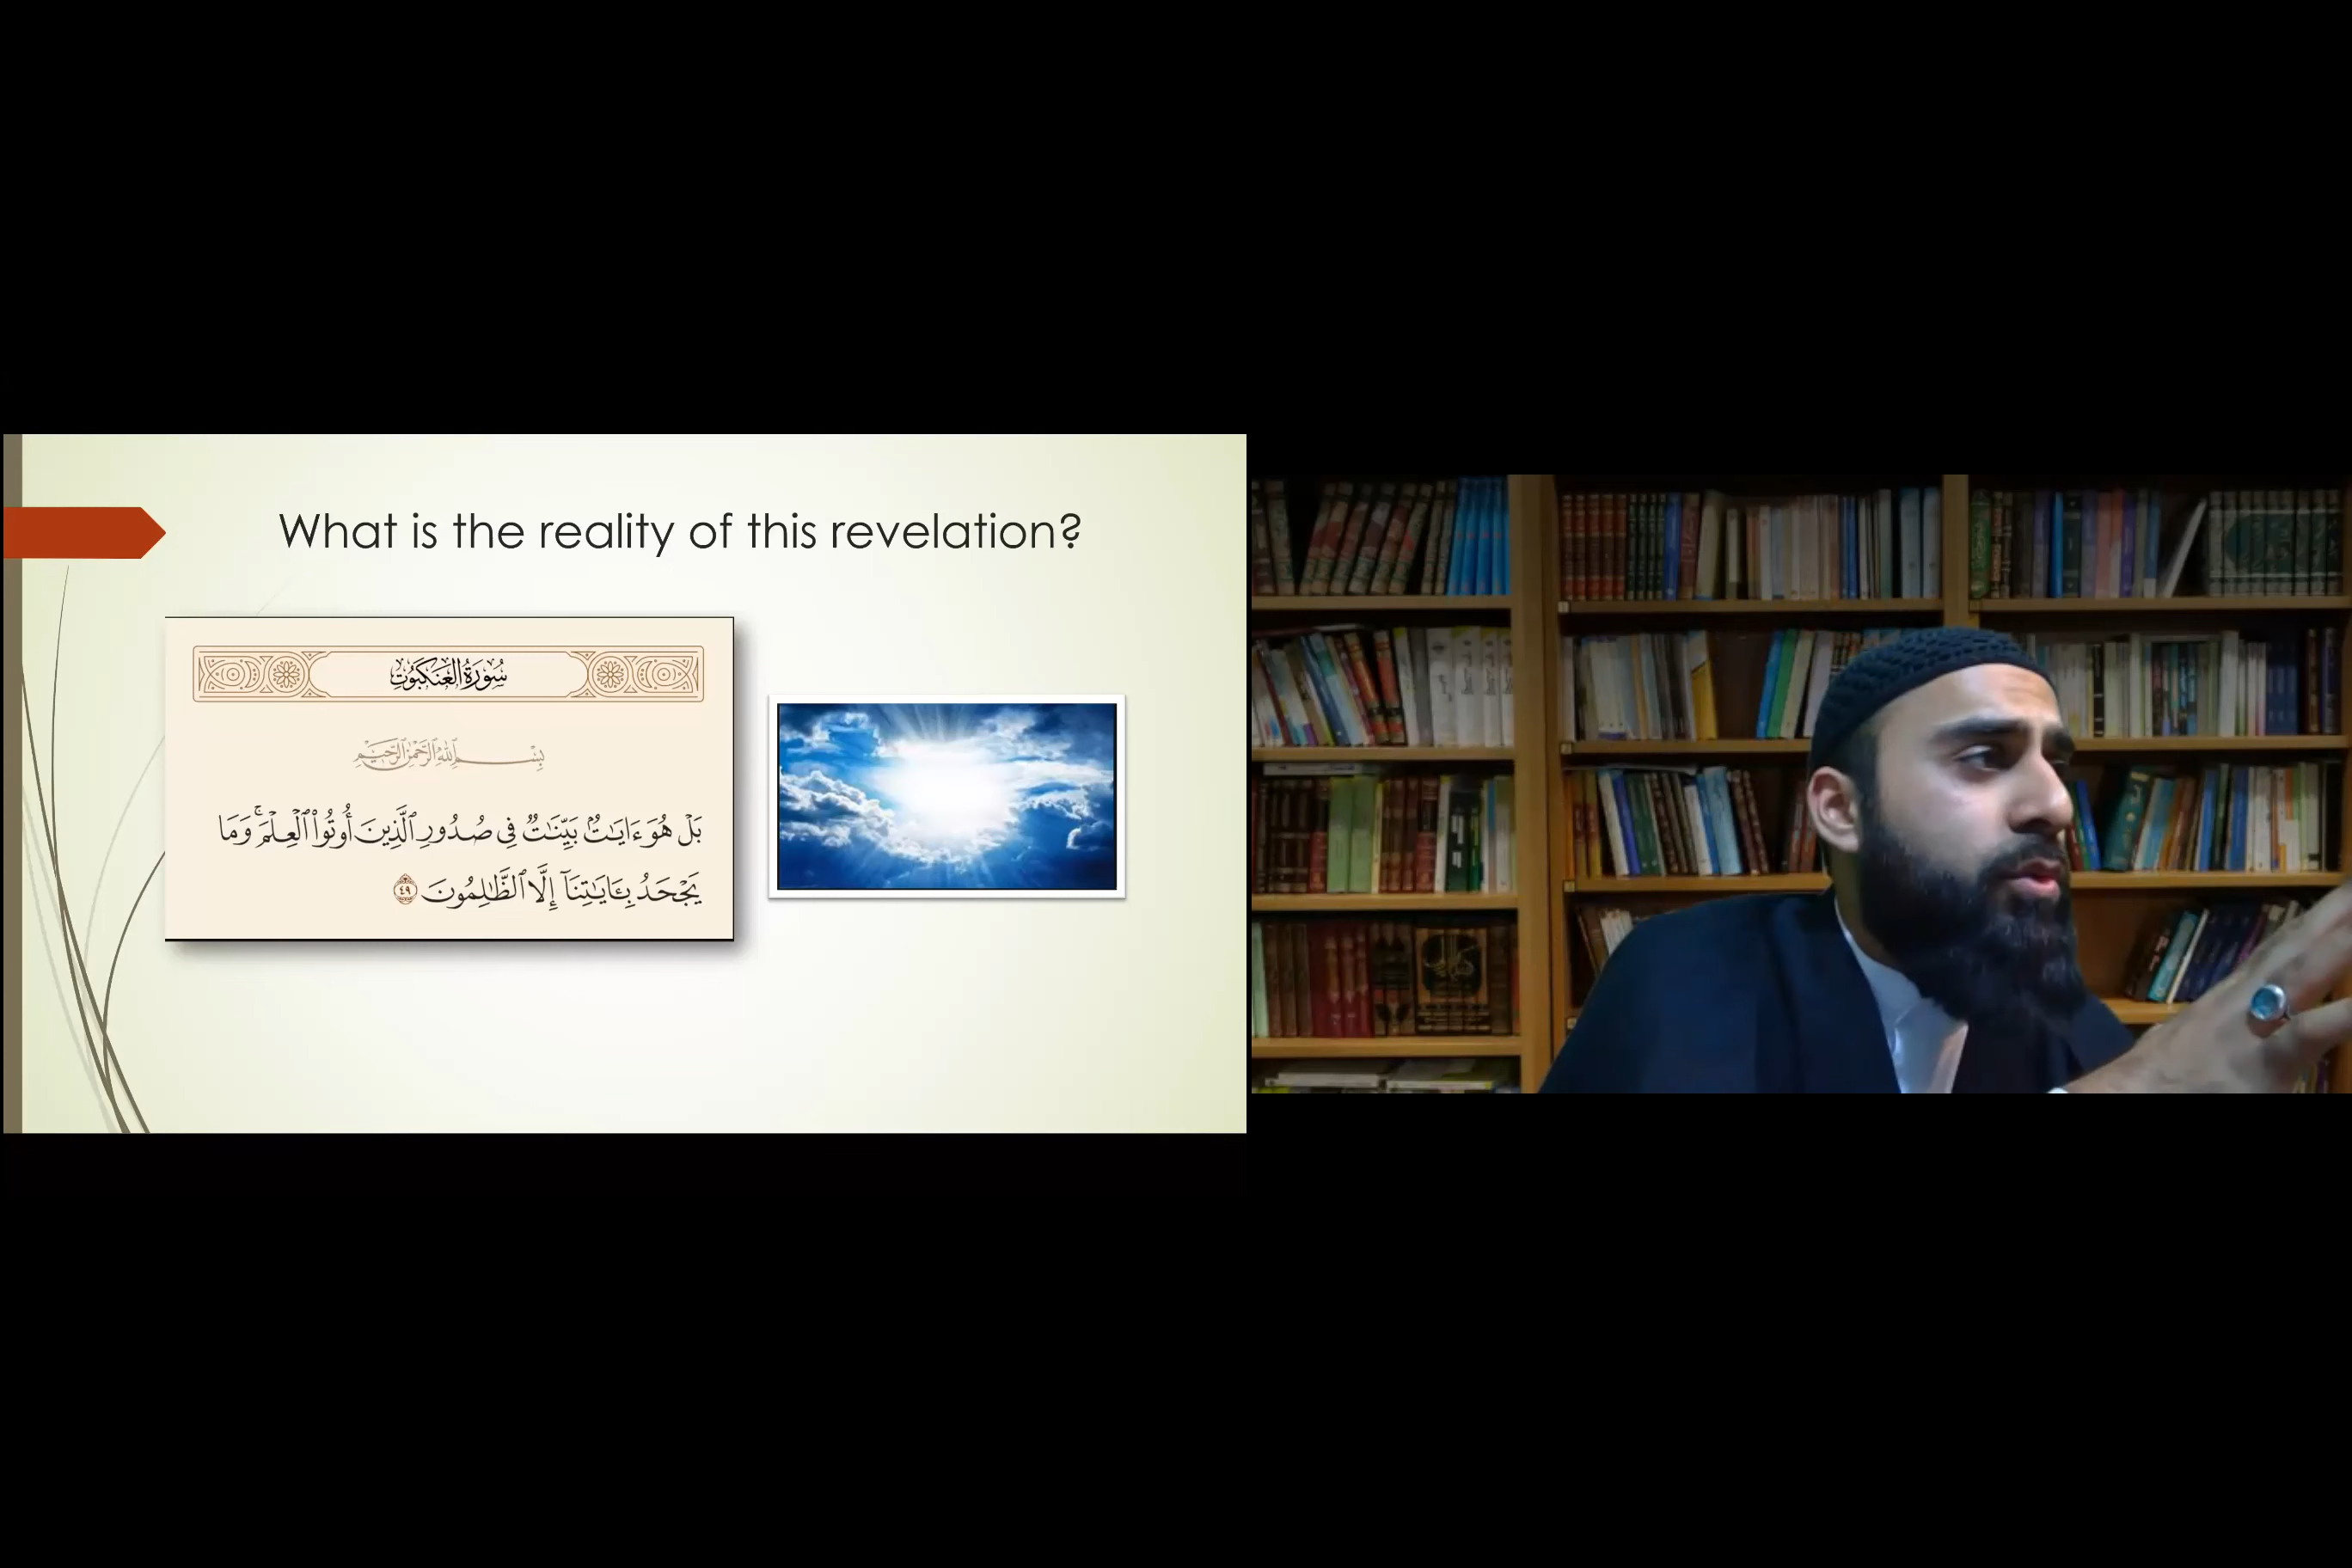 What is the reality of this revelation?
سُورَةُ العَنكَبُوتِ
بِسْمِ ٱللَّهِ ٱلرَّحْمَٰنِ ٱلرَّحِيمِ
بَلْ هُوَ ءَايَٰتٌۢ بَيِّنَٰتٌ فِى صُدُورِ ٱلَّذِينَ أُوتُوا۟ ٱلْعِلْمَ ۚ وَمَا
يَجْحَدُ بِـَٔايَٰتِنَآ إِلَّا ٱلظَّٰلِمُونَ ٤٩